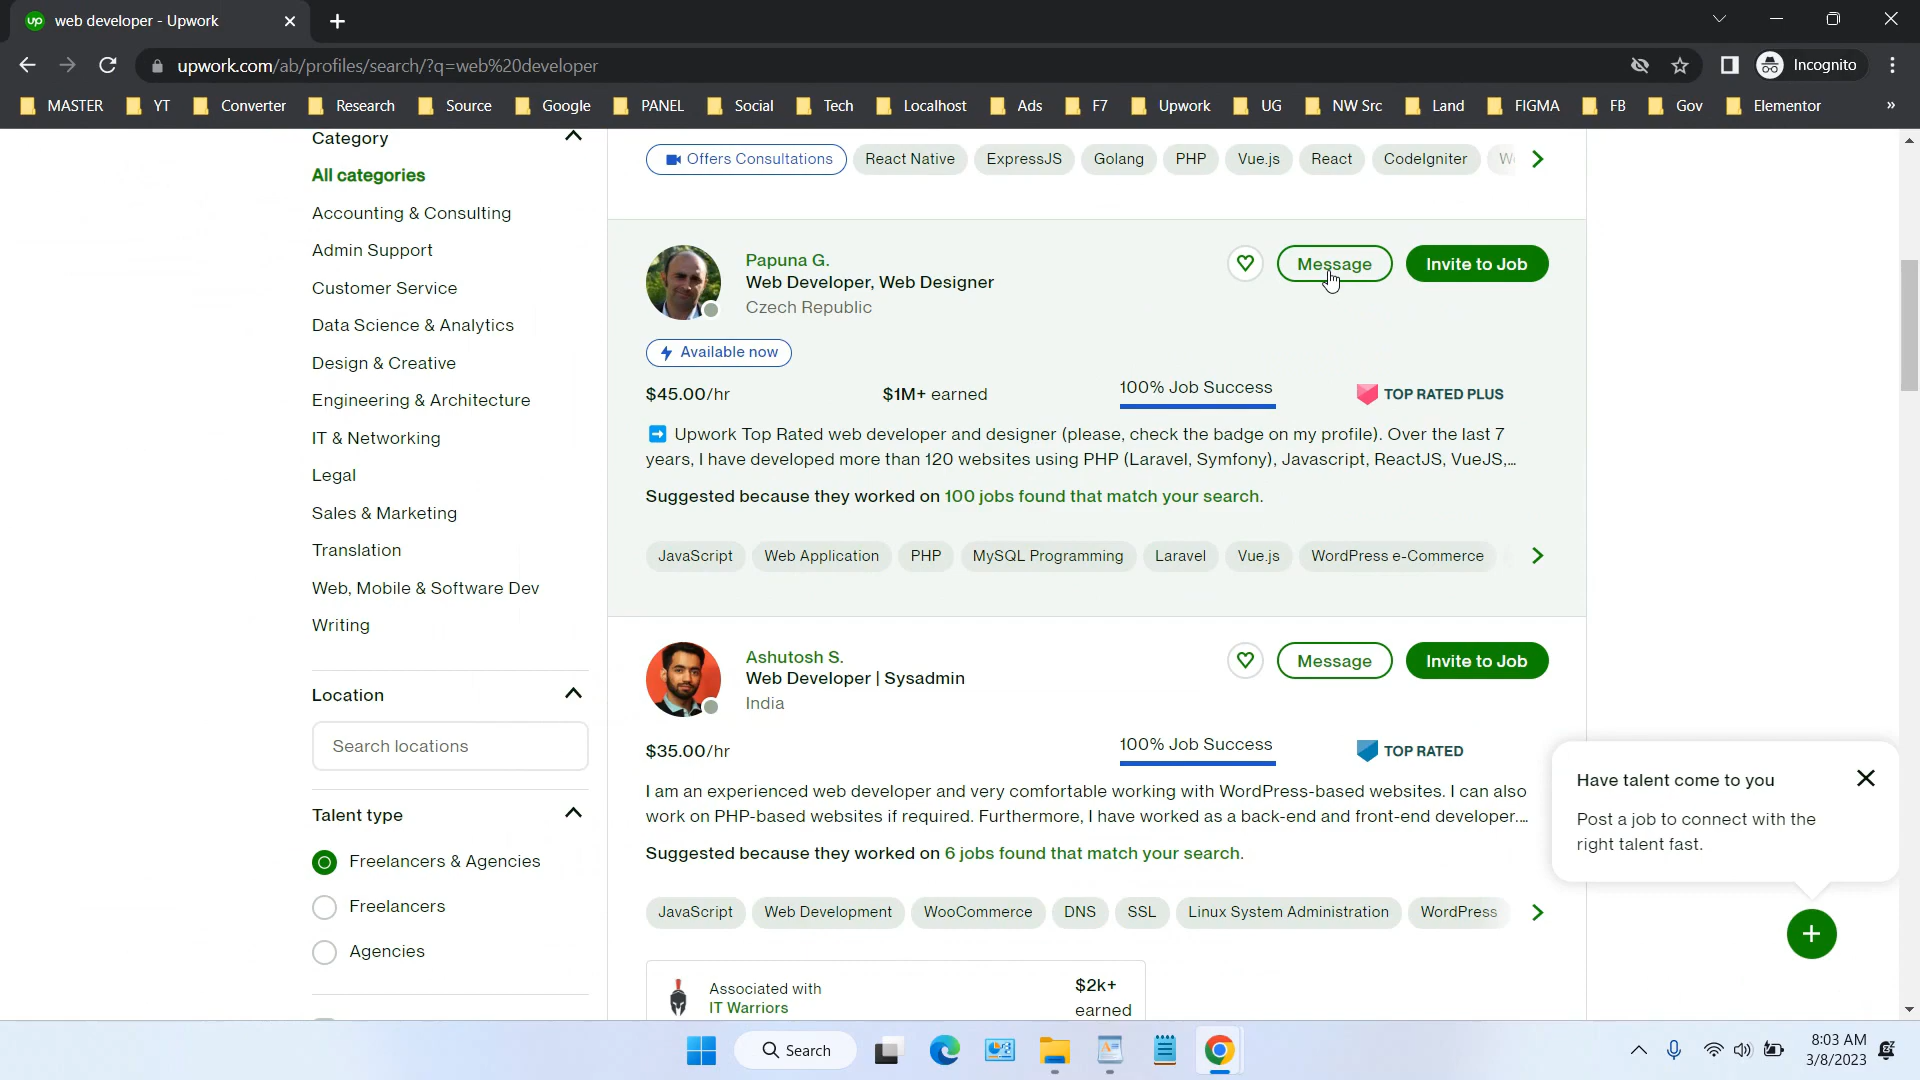 up web developer - Upwork
upwork.com/ab/profiles/search/?q=web%20developer
Incognito
MASTER YT Converter Research Source Google PANEL Social Tech Localhost Ads F7 Upwork UG NW Src Land FIGMA FB Gov Elementor »
Category
All categories
Accounting & Consulting
Admin Support
Customer Service
Data Science & Analytics
Design & Creative
Engineering & Architecture
IT & Networking
Legal
Sales & Marketing
Translation
Web, Mobile & Software Dev
Writing
Location
Search locations
Talent type
Freelancers & Agencies
Freelancers
Agencies
Offers Consultations React Native ExpressJS Golang PHP Vue.js React CodeIgniter
Papuna G.
Web Developer, Web Designer
Czech Republic
Message Invite to Job
Available now
$45.00/hr $1M+ earned 100% Job Success TOP RATED PLUS
Upwork Top Rated web developer and designer (please, check the badge on my profile). Over the last 7
years, I have developed more than 120 websites using PHP (Laravel, Symfony), Javascript, ReactJS, VueJS,...
Suggested because they worked on 100 jobs found that match your search.
JavaScript Web Application PHP MySQL Programming Laravel Vue.js WordPress e-Commerce
Ashutosh S.
Web Developer | Sysadmin
India
Message Invite to Job
$35.00/hr 100% Job Success TOP RATED
I am an experienced web developer and very comfortable working with WordPress-based websites. I can also
work on PHP-based websites if required. Furthermore, I have worked as a back-end and front-end developer....
Suggested because they worked on 6 jobs found that match your search.
JavaScript Web Development WooCommerce DNS SSL Linux System Administration WordPress
Associated with
IT Warriors
$2k+
earned
Have talent come to you
Post a job to connect with the
right talent fast.
Search
8:03 AM
3/8/2023